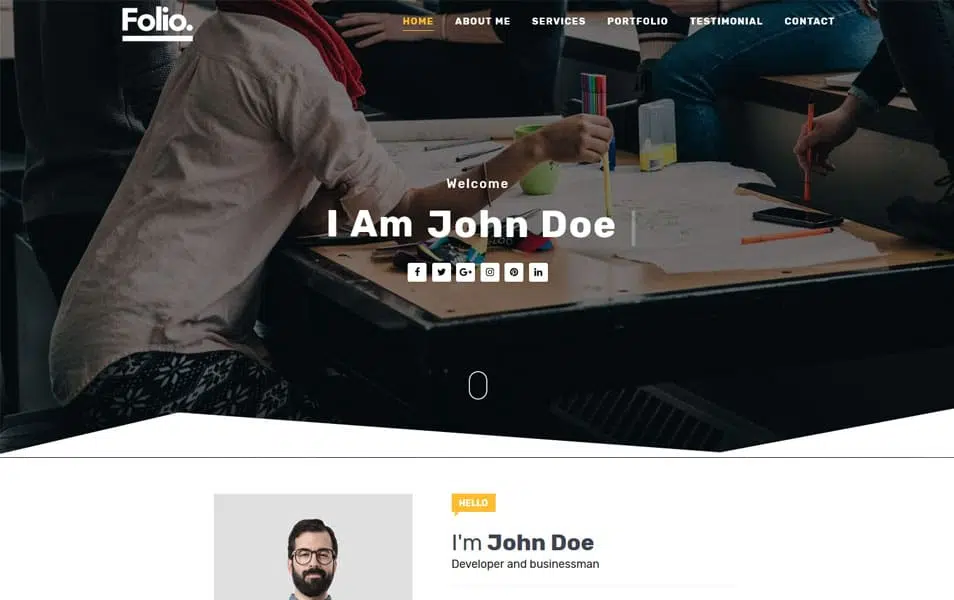 Folio.
HOME ABOUT ME SERVICES PORTFOLIO TESTIMONIAL CONTACT
Welcome
I Am John Doe
HELLO
I'm John Doe
Developer and businessman